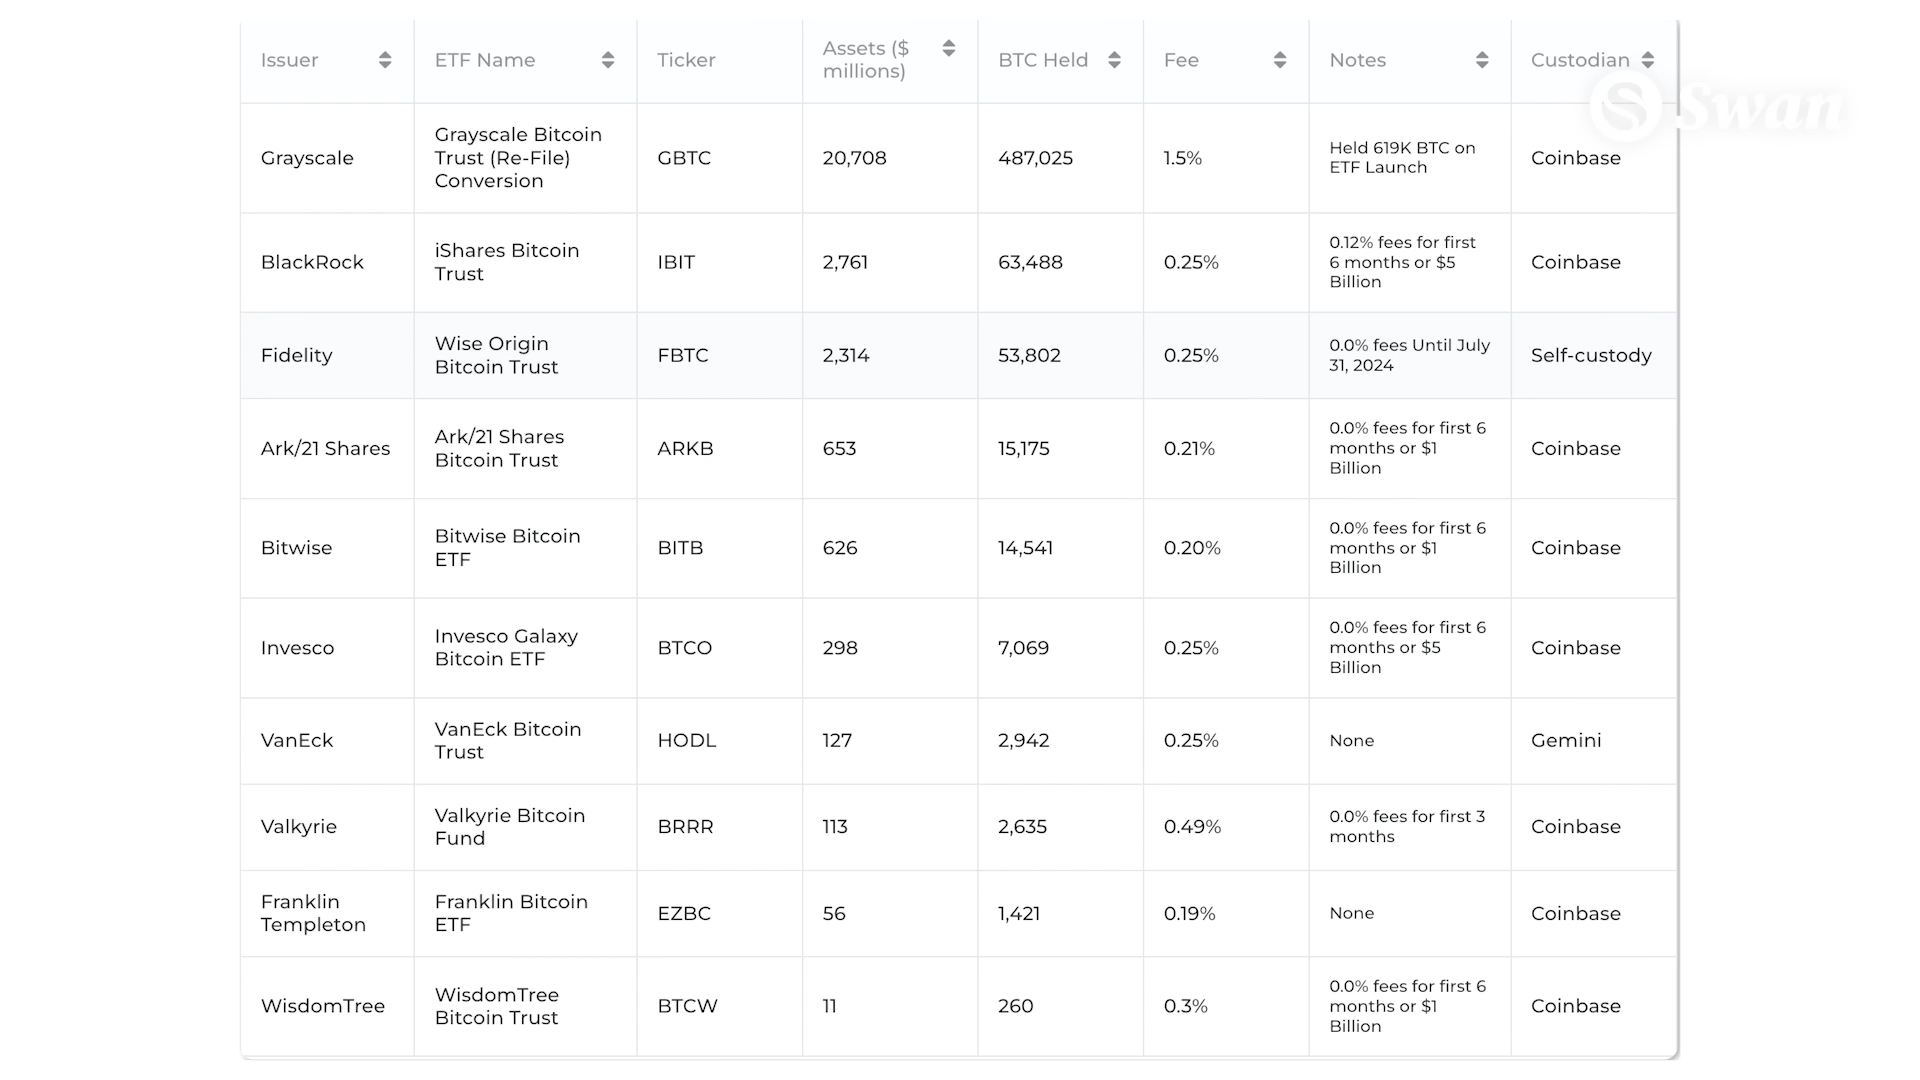 Issuer
ETF Name
Ticker
Assets ($
millions)
BTC Held
Fee
Notes
Custodian
Swan
Grayscale
Grayscale Bitcoin
Trust (Re-File)
Conversion
GBTC
20,708
487,025
1.5%
Held 619K BTC on
ETF Launch
Coinbase
BlackRock
iShares Bitcoin
Trust
IBIT
2,761
63,488
0.25%
0.12% fees for first
6 months or $5
Billion
Coinbase
Fidelity
Wise Origin
Bitcoin Trust
FBTC
2,314
53,802
0.25%
0.0% fees Until July
31, 2024
Self-custody
Ark/21 Shares
Ark/21 Shares
Bitcoin Trust
ARKB
653
15,175
0.21%
0.0% fees for first 6
months or $1
Billion
Coinbase
Bitwise
Bitwise Bitcoin
ETF
BITB
626
14,541
0.20%
0.0% fees for first 6
months or $1
Billion
Coinbase
Invesco
Invesco Galaxy
Bitcoin ETF
BTCO
298
7,069
0.25%
0.0% fees for first 6
months or $5
Billion
Coinbase
VanEck
VanEck Bitcoin
Trust
HODL
127
2,942
0.25%
None
Gemini
Valkyrie
Valkyrie Bitcoin
Fund
BRRR
113
2,635
0.49%
0.0% fees for first 3
months
Coinbase
Franklin
Templeton
Franklin Bitcoin
ETF
EZBC
56
1,421
0.19%
None
Coinbase
WisdomTree
WisdomTree
Bitcoin Trust
BTCW
11
260
0.3%
0.0% fees for first 6
months or $1
Billion
Coinbase